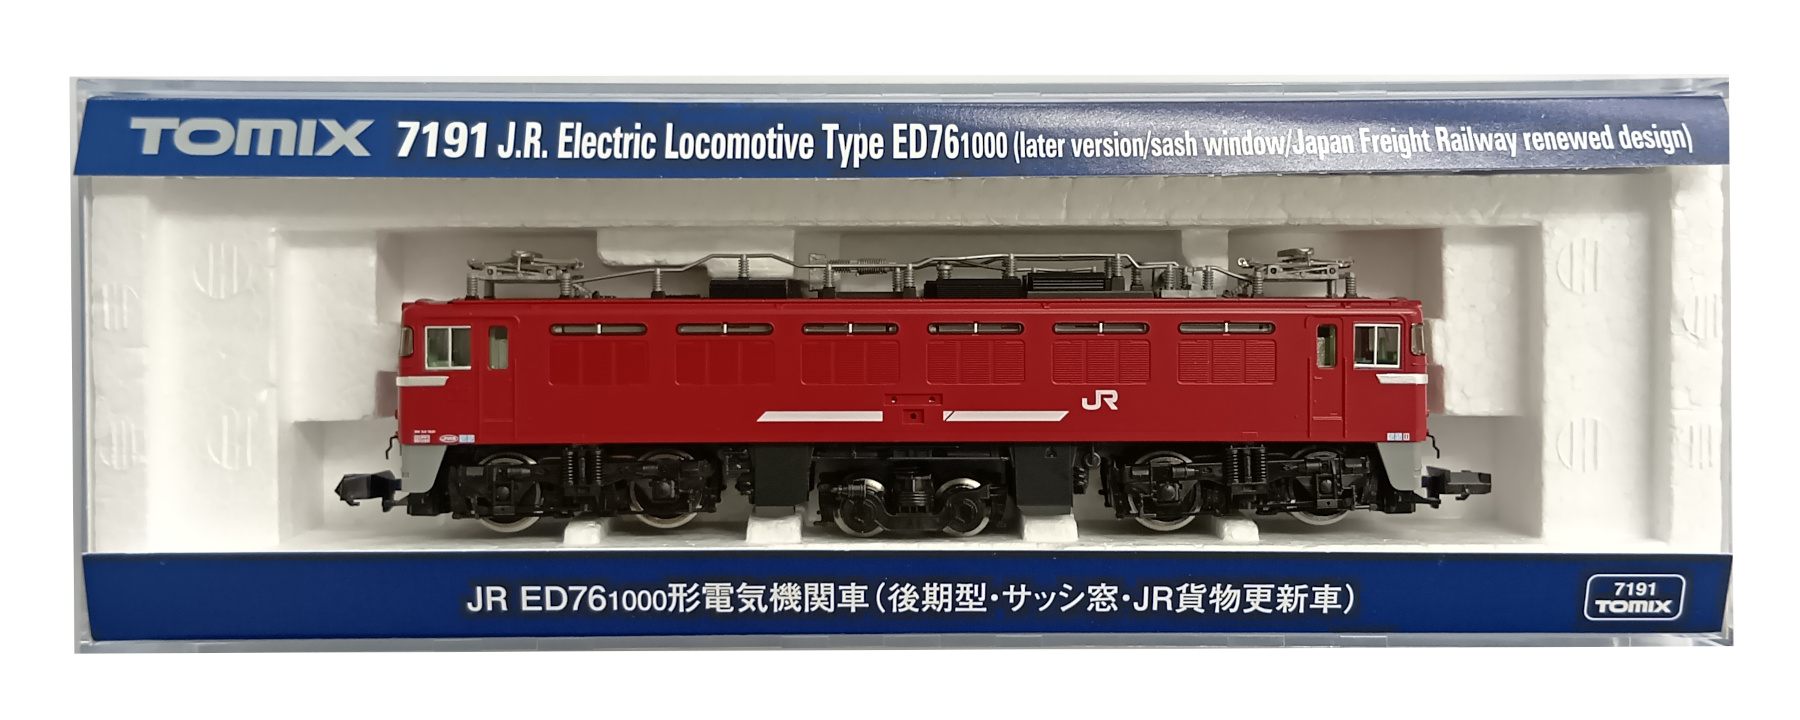 TOMIX 7191 J.R. Electric Locomotive Type ED761000 (later version/sash window/Japan Freight Railway renewed design)
JR
JR ED761000形電気機関車(後期型・サッシ窓・JR貨物更新車)
7191
TOMIX